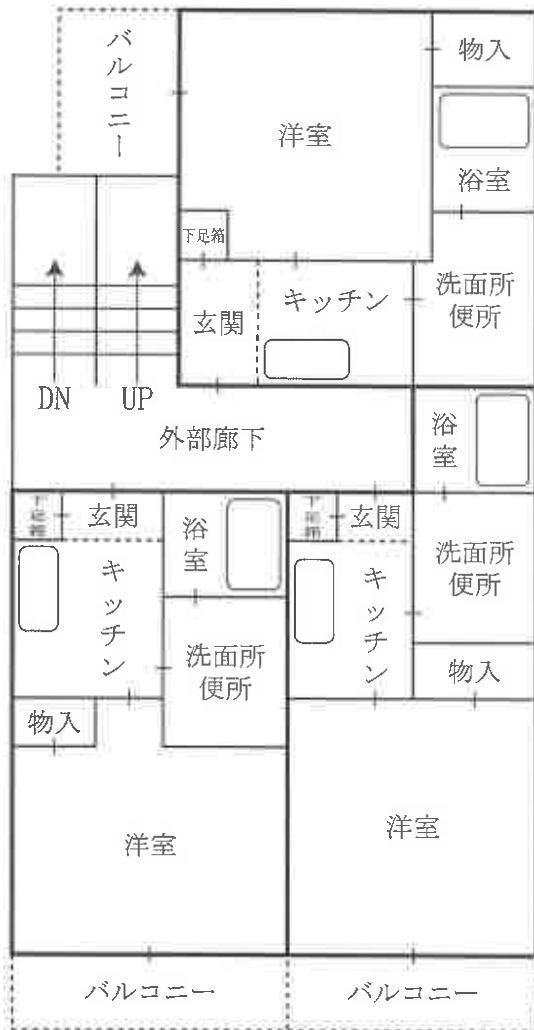 バルコニー
物入
洋室
浴室
下足箱
洗面所
便所
キッチン
玄関
DN
UP
外部廊下
浴室
下足箱
玄関
浴室
下足箱
玄関
洗面所
便所
キッチン
キッチン
洗面所
便所
物入
物入
洋室
洋室
バルコニー
バルコニー